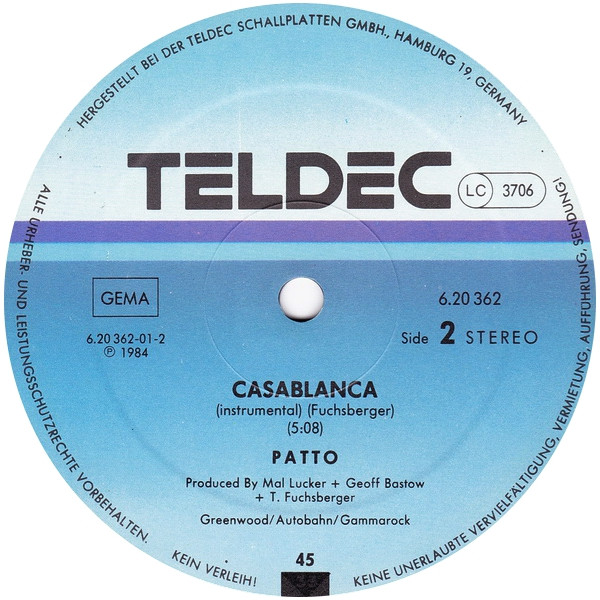 HERGESTELLT BEI DER TELDEC SCHALLPLATTEN GMBH., HAMBURG 19, GERMANY
TELDEC
LC 3706
GEMA
6.20 362
6.20 362-01-2
℗ 1984
Side 2 STEREO
CASABLANCA
(instrumental) (Fuchsberger)
(5:08)
PATTO
Produced By Mal Lucker + Geoff Bastow
+ T. Fuchsberger
Greenwood/Autobahn/Gammarock
45
ALLE URHEBER- UND LEISTUNGSSCHUTZRECHTE VORBEHALTEN.
KEIN VERLEIH!
KEINE UNERLAUBTE VERVIELFÄLTIGUNG, VERMIETUNG, AUFFÜHRUNG, SENDUNG!